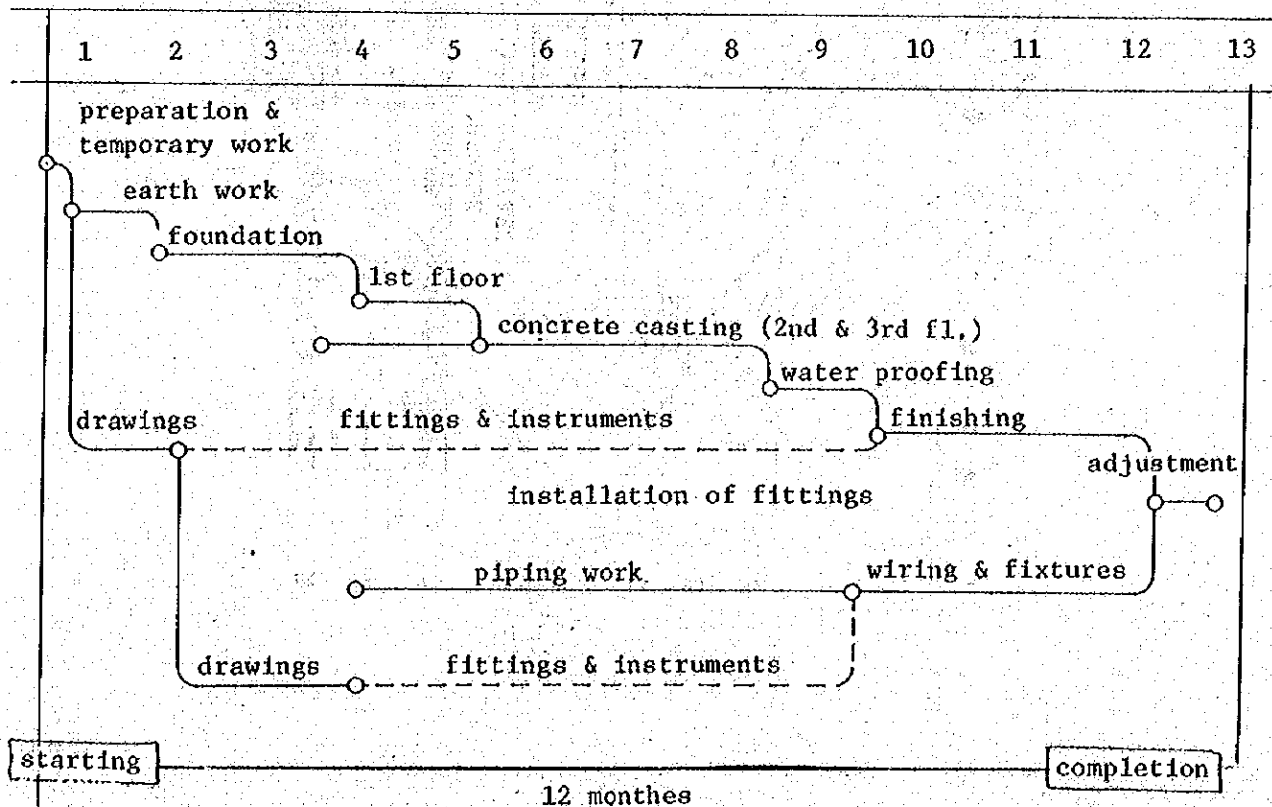 1 2 3 4 5 6 7 8 9 10 11 12 13
preparation &
temporary work
earth work
foundation
1st floor
concrete casting (2nd & 3rd fl.)
water proofing
drawings fittings & instruments finishing
adjustment
installation of fittings
piping work wiring & fixtures
drawings fittings & instruments
starting completion
12 monthes